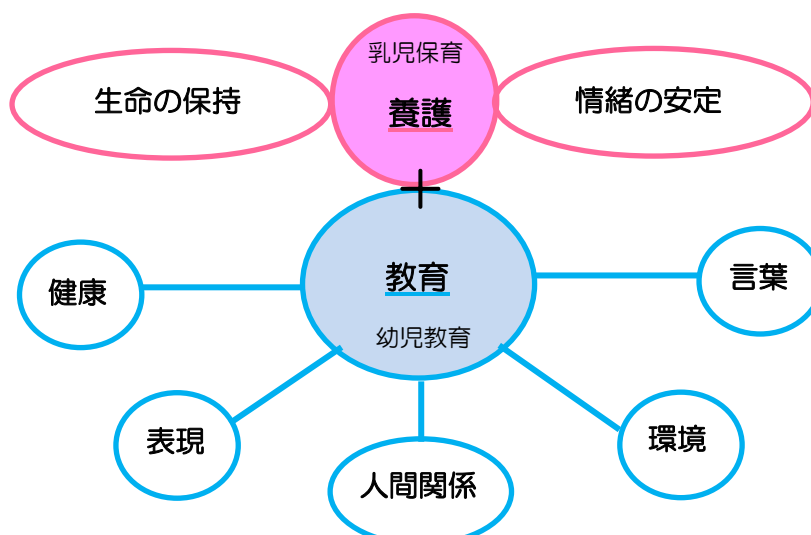 乳児保育
生命の保持
養護
情緒の安定
教育
幼児教育
健康
言葉
表現
人間関係
環境